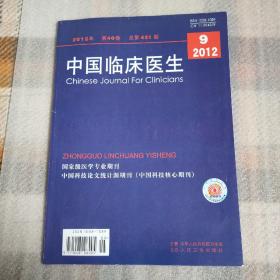 2012年 第40卷 总第451期
中国临床医生
Chinese Journal For Clinicians
9
2012
ZHONGGUO LINCHUANG YISHENG
国家级医学专业期刊
中国科技论文统计源期刊（中国科技核心期刊）